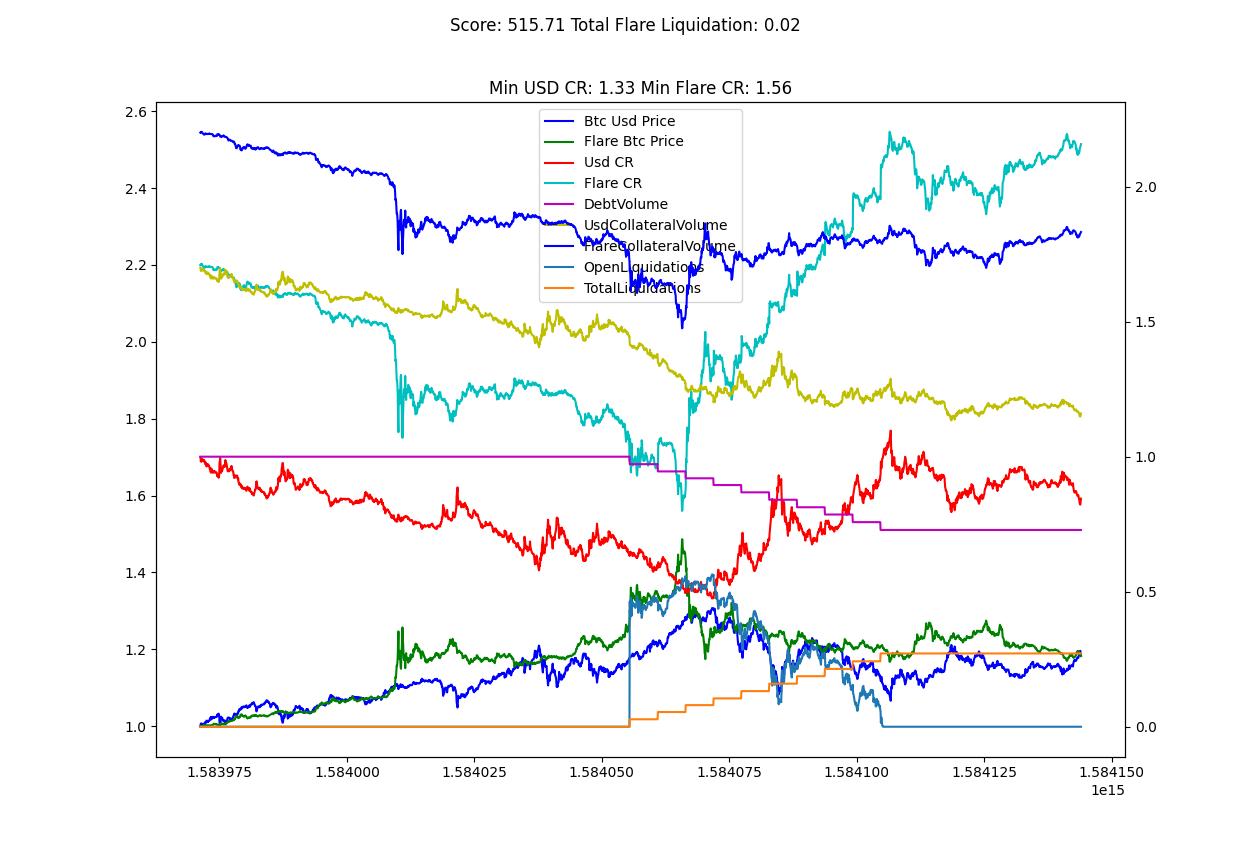 Score: 515.71 Total Flare Liquidation: 0.02
Min USD CR: 1.33 Min Flare CR: 1.56
2.6
2.4
2.2
2.0
1.8
1.6
1.4
1.2
1.0
Btc Usd Price
Flare Btc Price
Usd CR
Flare CR
DebtVolume
UsdCollateralVolume
FlareCollateralVolume
OpenLiquidations
TotalLiquidations
2.0
1.5
1.0
0.5
0.0
1.583975 1.584000 1.584025 1.584050 1.584075 1.584100 1.584125 1.584150
1e15